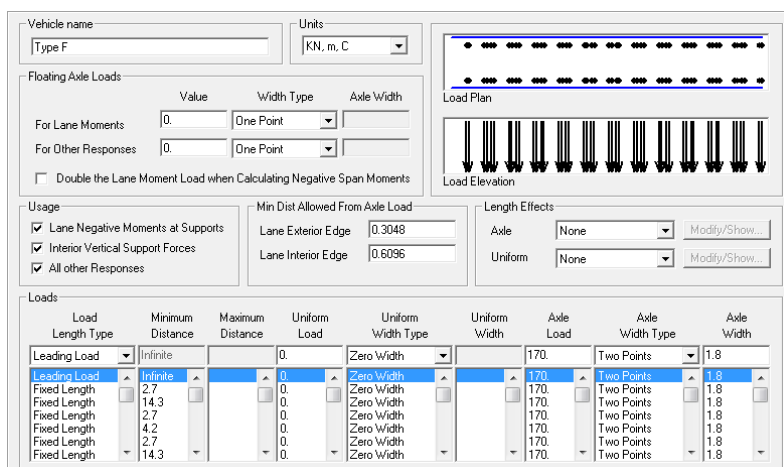 Vehicle name
Type F
Units
KN, m, C
Floating Axle Loads
Value Width Type Axle Width
For Lane Moments 0. One Point
For Other Responses 0. One Point
Double the Lane Moment Load when Calculating Negative Span Moments
Load Plan
Load Elevation
Usage
Lane Negative Moments at Supports
Interior Vertical Support Forces
All other Responses
Min Dist Allowed From Axle Load
Lane Exterior Edge 0.3048
Lane Interior Edge 0.6096
Length Effects
Axle None Modify/Show...
Uniform None Modify/Show...
Loads
Load Length Type Minimum Distance Maximum Distance Uniform Load Uniform Width Type Uniform Width Axle Load Axle Width Type Axle Width
Leading Load Infinite 0. Zero Width 170. Two Points 1.8
Leading Load Infinite 0. Zero Width 170. Two Points 1.8
Fixed Length 2.7 0. Zero Width 170. Two Points 1.8
Fixed Length 14.3 0. Zero Width 170. Two Points 1.8
Fixed Length 2.7 0. Zero Width 170. Two Points 1.8
Fixed Length 4.2 0. Zero Width 170. Two Points 1.8
Fixed Length 2.7 0. Zero Width 170. Two Points 1.8
Fixed Length 14.3 0. Zero Width 170. Two Points 1.8